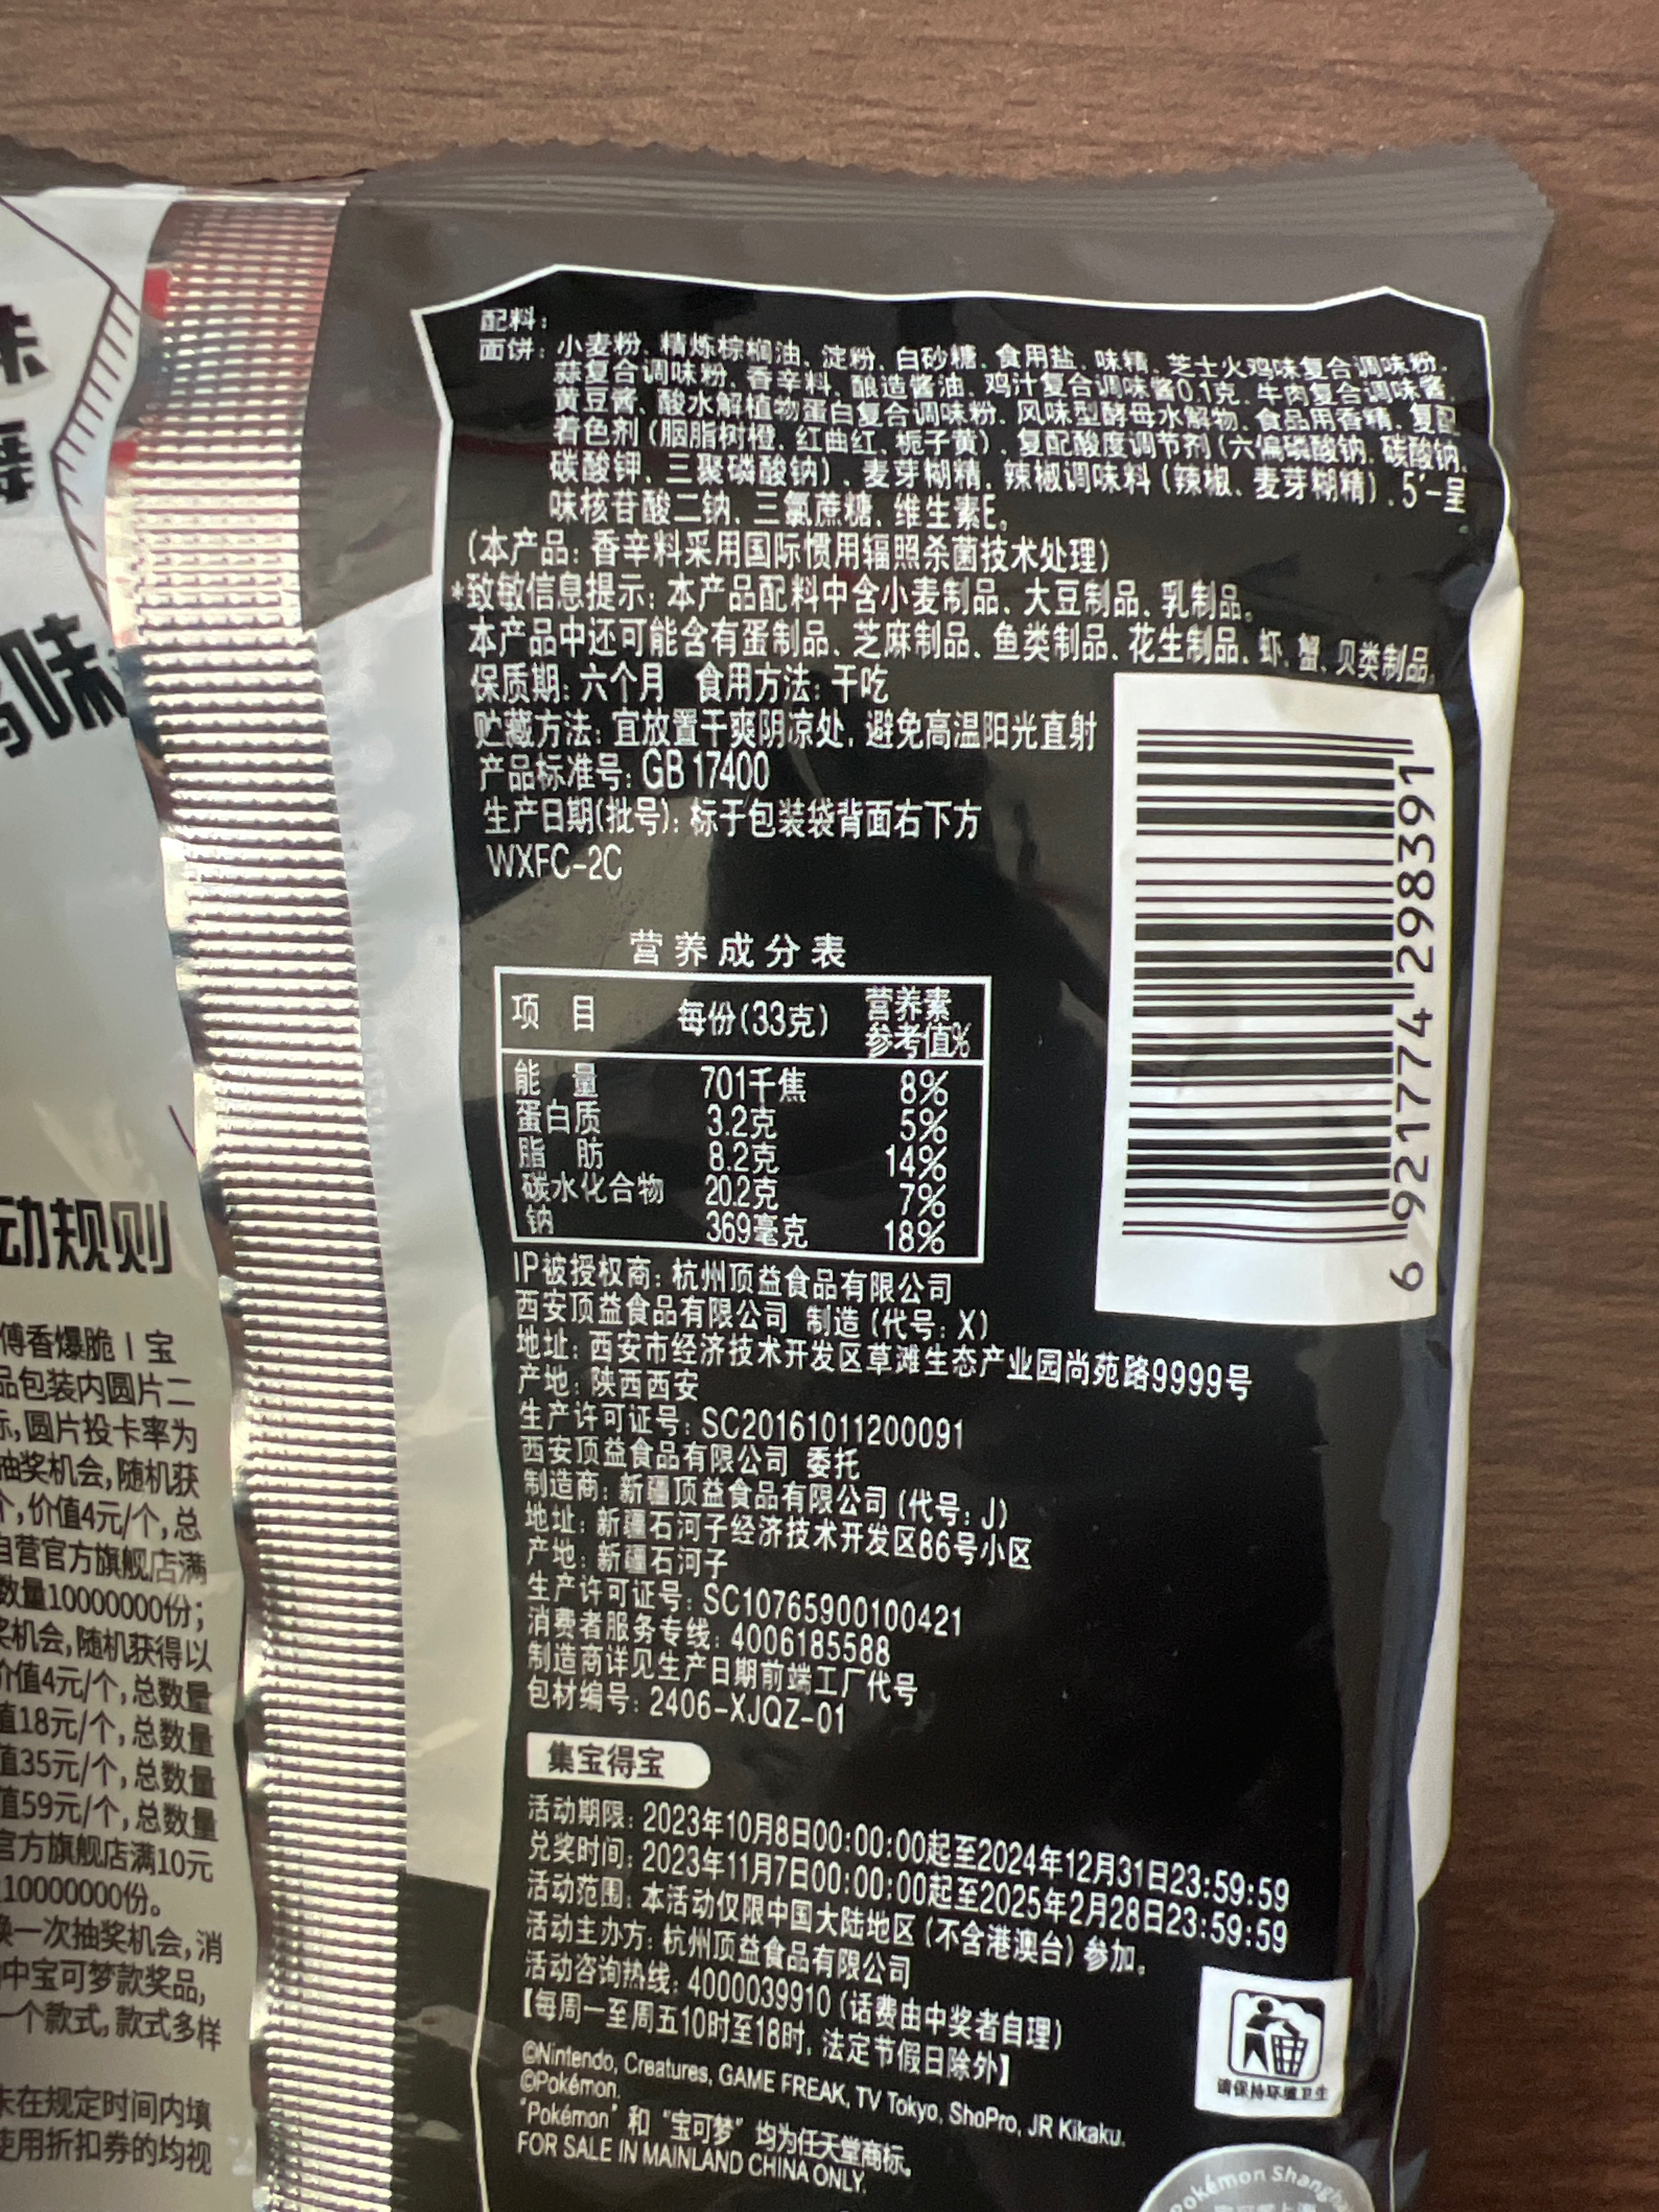 味
动规则
傅香爆脆|宝
品包装内圆片二
示,圆片投卡率为
抽奖机会,随机获
个,价值4元/个,总
自营官方旗舰店满
数量10000000份;
奖机会,随机获得以
价值4元/个,总数量
值18元/个,总数量
值35元/个,总数量
值59元/个,总数量
官方旗舰店满10元
10000000份。
换一次抽奖机会,消
中宝可梦款奖品,
一个款式,款式多样
未在规定时间内填
使用折扣券的均视
配料:
面饼:小麦粉、精炼棕榈油、淀粉、白砂糖、食用盐、味精、芝士火鸡味复合调味粉、
蒜复合调味粉、香辛料、酿造酱油、鸡汁复合调味酱0.1克、牛肉复合调味酱、
黄豆酱、酸水解植物蛋白复合调味粉、风味型酵母水解物、食品用香精、复配
着色剂(胭脂树橙、红曲红、栀子黄)、复配酸度调节剂(六偏磷酸钠、碳酸钠、
碳酸钾、三聚磷酸钠)、麦芽糊精、辣椒调味料(辣椒、麦芽糊精)、5'-呈
味核苷酸二钠、三氯蔗糖、维生素E。
(本产品:香辛料采用国际惯用辐照杀菌技术处理)
*致敏信息提示:本产品配料中含小麦制品、大豆制品、乳制品。
本产品中还可能含有蛋制品、芝麻制品、鱼类制品、花生制品、虾、蟹、贝类制品。
保质期:六个月 食用方法:干吃
贮藏方法:宜放置干爽阴凉处,避免高温阳光直射
产品标准号:GB 17400
生产日期(批号):标于包装袋背面右下方
WXFC-2C
6 921774 298391
营养成分表
项 目 每份(33克) 营养素参考值%
能 量 701千焦 8%
蛋白质 3.2克 5%
脂 肪 8.2克 14%
碳水化合物 20.2克 7%
钠 369毫克 18%
IP被授权商:杭州顶益食品有限公司
西安顶益食品有限公司 制造(代号:X)
地址:西安市经济技术开发区草滩生态产业园尚苑路9999号
产地:陕西西安
生产许可证号:SC20161011200091
西安顶益食品有限公司 委托
制造商:新疆顶益食品有限公司(代号:J)
地址:新疆石河子经济技术开发区86号小区
产地:新疆石河子
生产许可证号:SC10765900100421
消费者服务专线:4006185588
制造商详见生产日期前端工厂代号
包材编号:2406-XJQZ-01
集宝得宝
活动期限:2023年10月8日00:00:00起至2024年12月31日23:59:59
兑奖时间:2023年11月7日00:00:00起至2025年2月28日23:59:59
活动范围:本活动仅限中国大陆地区(不含港澳台)参加。
活动主办方:杭州顶益食品有限公司
活动咨询热线:4000039910(话费由中奖者自理)
【每周一至周五10时至18时,法定节假日除外】
©Nintendo, Creatures, GAME FREAK, TV Tokyo, ShoPro, JR Kikaku.
©Pokémon.
"Pokémon" 和 "宝可梦" 均为任天堂商标。
FOR SALE IN MAINLAND CHINA ONLY.
请保持环境卫生
Pokémon Shanghai